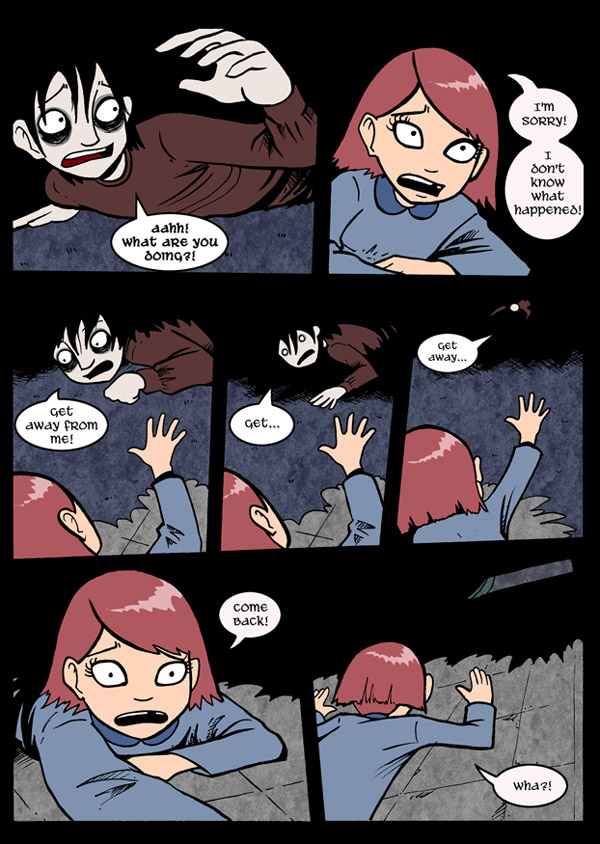 aahh!
what are you
doing?!
I'm
sorry!
I
don't
know
what
happened!
Get
away from
me!
Get...
Get
away...
Come
back!
Wha?!